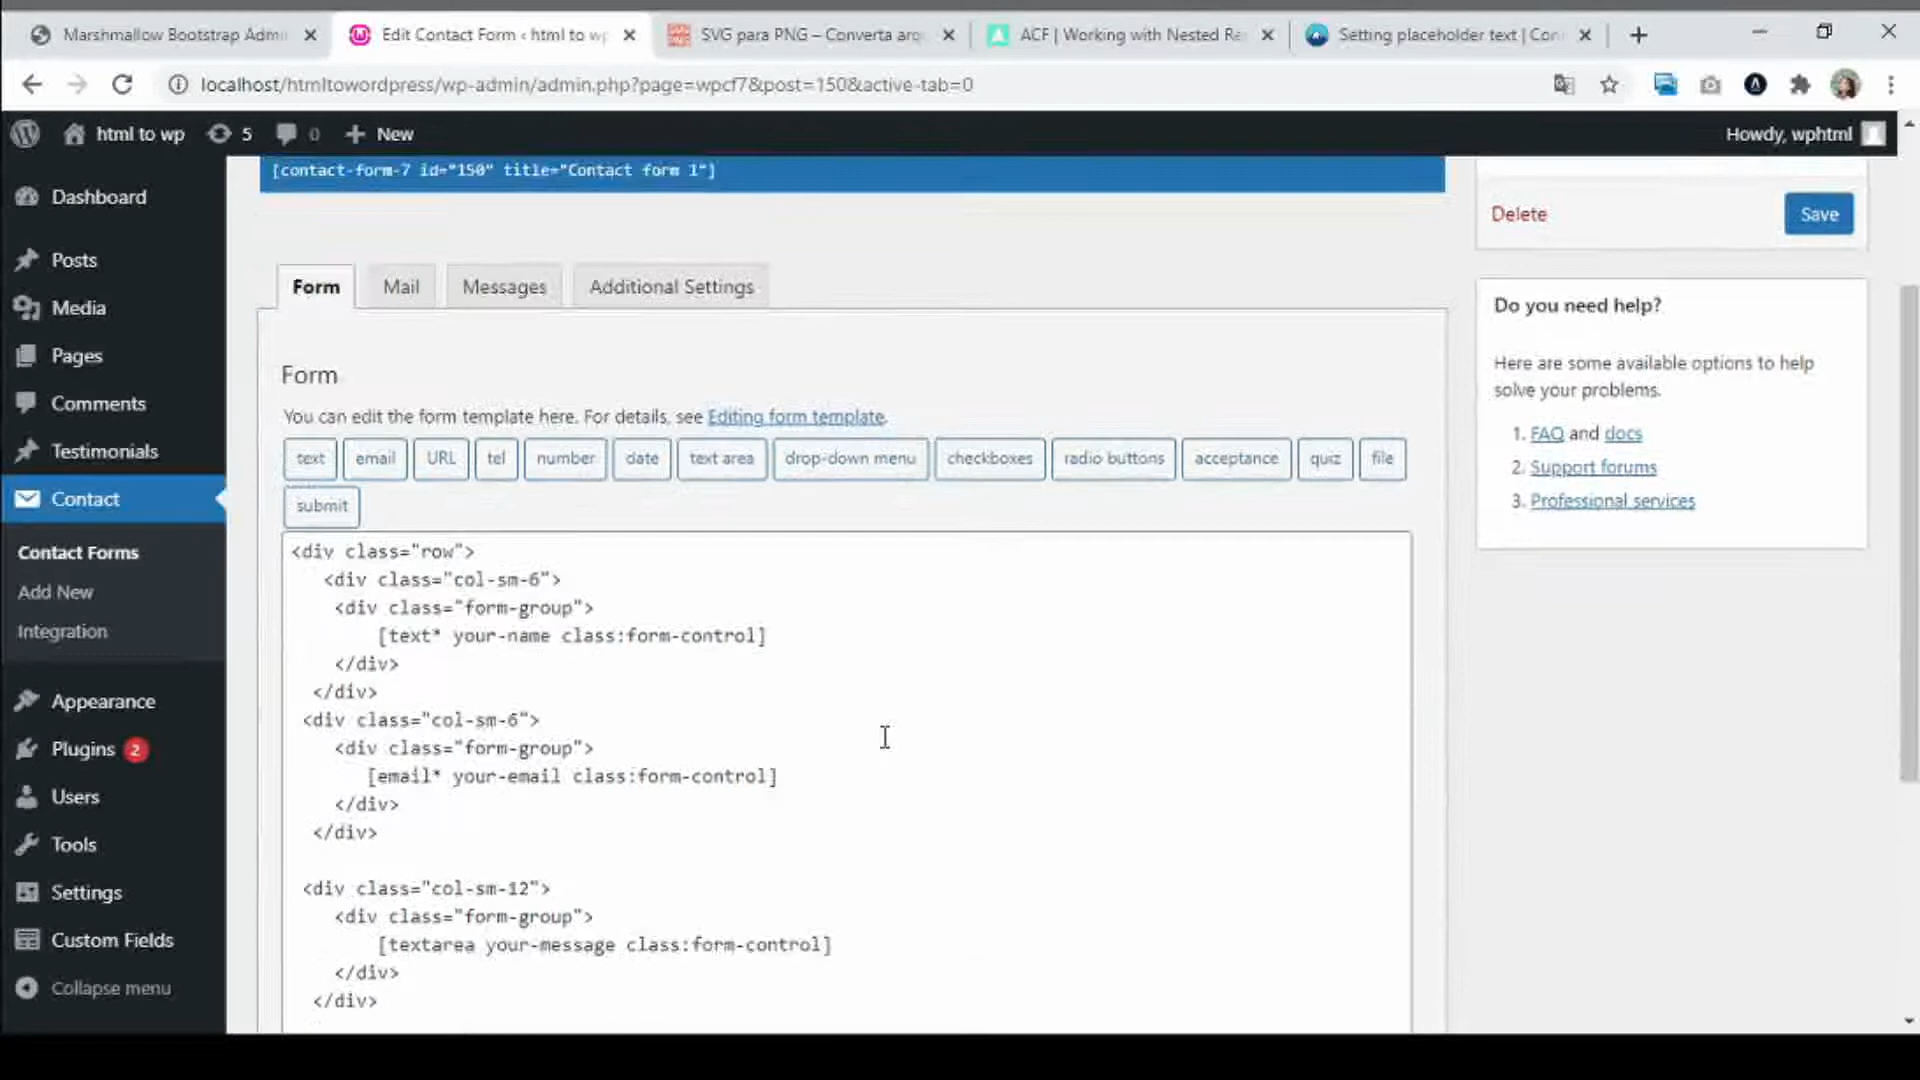 Marshmallow Bootstrap Admi
Edit Contact Form ‹ html to wp
SVG para PNG – Converta arq
ACF | Working with Nested Re
Setting placeholder text | Con
localhost/htmltowordpress/wp-admin/admin.php?page=wpcf7&post=150&active-tab=0
html to wp 5 0 New
Howdy, wphtml
[contact-form-7 id="150" title="Contact form 1"]
Dashboard
Posts
Media
Pages
Comments
Testimonials
Contact
Contact Forms
Add New
Integration
Appearance
Plugins 2
Users
Tools
Settings
Custom Fields
Collapse menu
Form Mail Messages Additional Settings
Form
You can edit the form template here. For details, see Editing form template.
text email URL tel number date text area drop-down menu checkboxes radio buttons acceptance quiz file
submit
<div class="row">
<div class="col-sm-6">
<div class="form-group">
[text* your-name class:form-control]
</div>
</div>
<div class="col-sm-6">
<div class="form-group">
[email* your-email class:form-control]
</div>
</div>
<div class="col-sm-12">
<div class="form-group">
[textarea your-message class:form-control]
</div>
</div>
Delete Save
Do you need help?
Here are some available options to help
solve your problems.
1. FAQ and docs
2. Support forums
3. Professional services